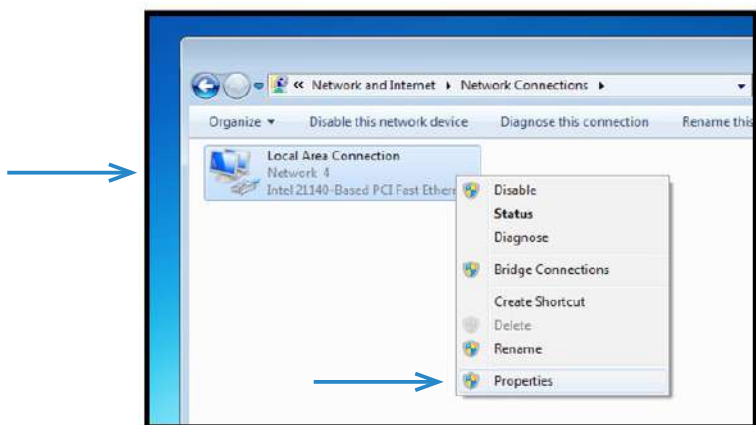 « Network and Internet ▸ Network Connections ▸
Organize ▾ Disable this network device Diagnose this connection Rename this
Local Area Connection
Network 4
Intel 21140-Based PCI Fast Ether
Disable
Status
Diagnose
Bridge Connections
Create Shortcut
Delete
Rename
Properties